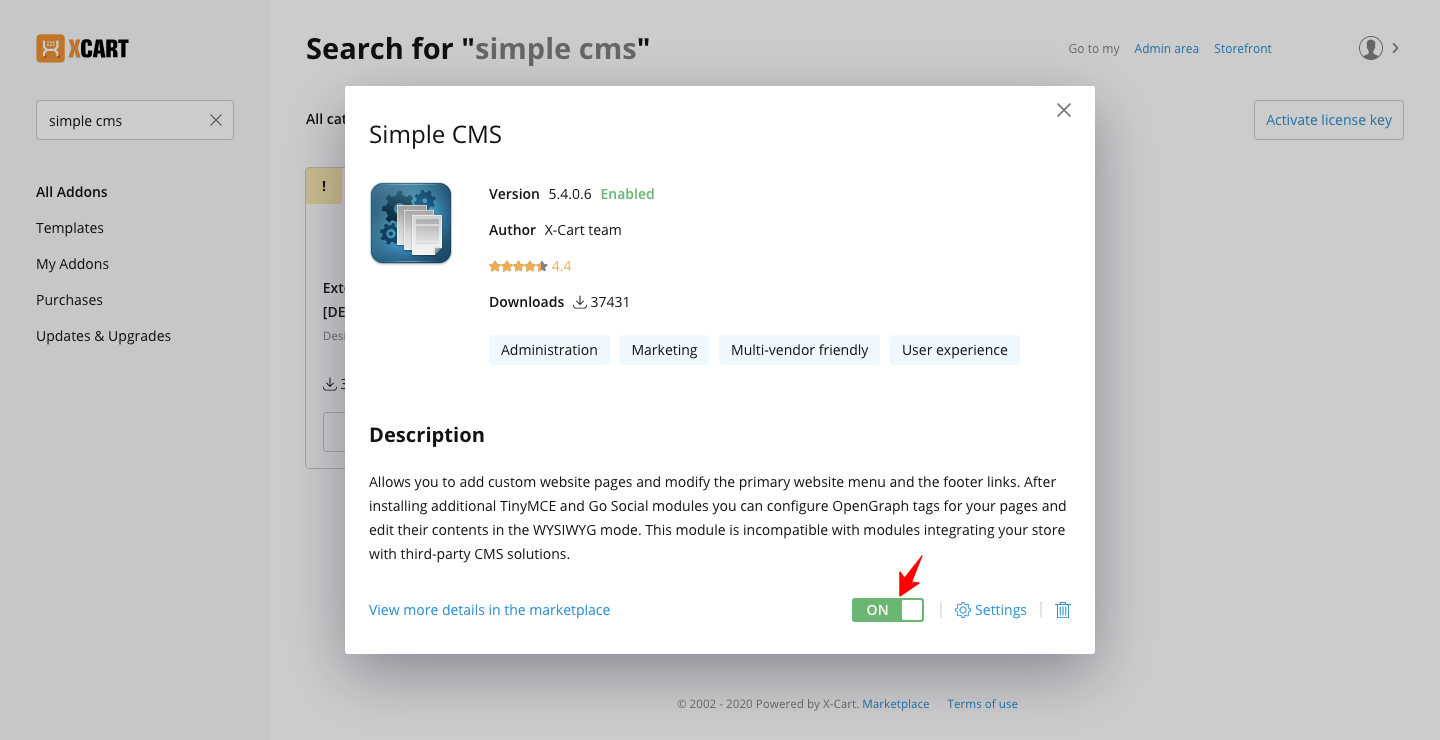 XCART
Search for "simple cms"
Go to my Admin area Storefront
simple cms
All
Activate license key
All Addons
Templates
My Addons
Purchases
Updates & Upgrades
!
Simple CMS
Version 5.4.0.6 Enabled
Author X-Cart team
4.4
Downloads 37431
Administration Marketing Multi-vendor friendly User experience
Description
Allows you to add custom website pages and modify the primary website menu and the footer links. After
installing additional TinyMCE and Go Social modules you can configure OpenGraph tags for your pages and
edit their contents in the WYSIWYG mode. This module is incompatible with modules integrating your store
with third-party CMS solutions.
View more details in the marketplace
ON Settings
© 2002 - 2020 Powered by X-Cart. Marketplace Terms of use